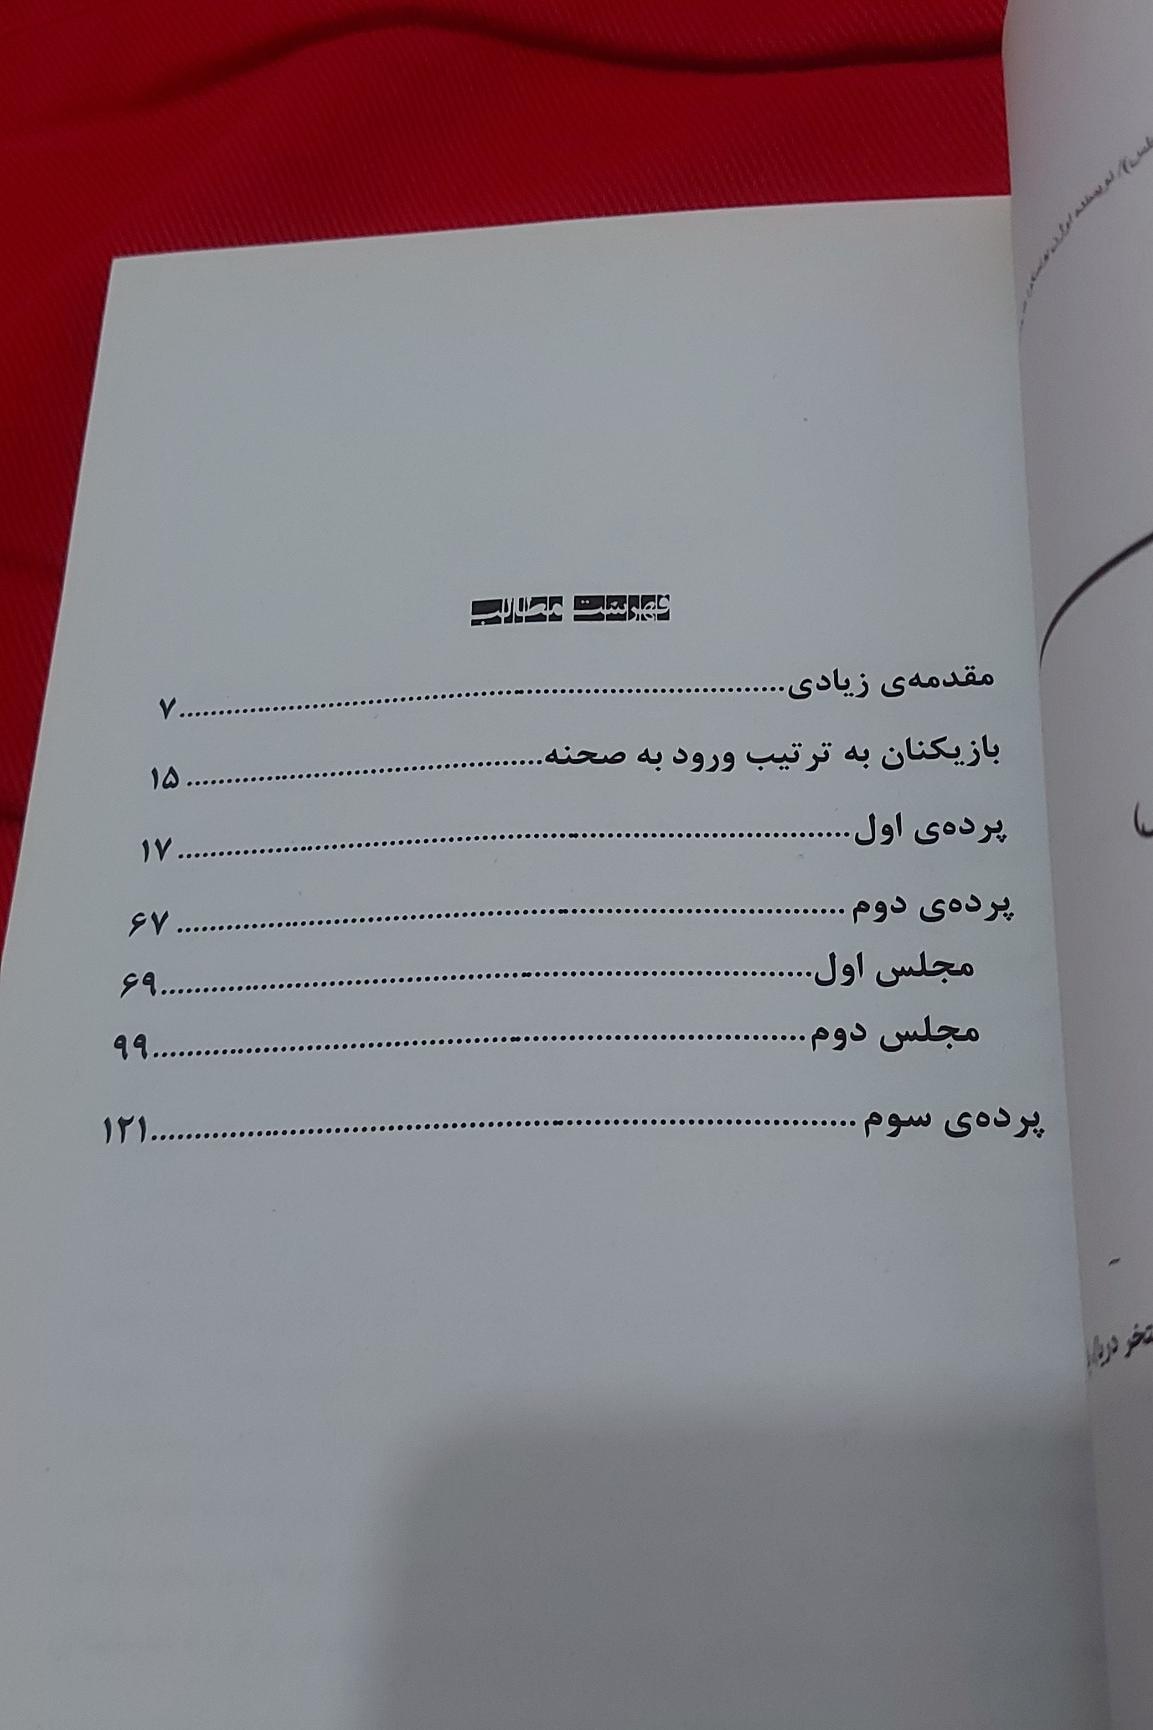 فهرست مطالب
مقدمه‌ی زیادی................................................................۷
بازیکنان به ترتیب ورود به صحنه................................................................۱۵
پرده‌ی اول................................................................۱۷
پرده‌ی دوم................................................................۶۷
مجلس اول................................................................۶۹
مجلس دوم................................................................۹۹
پرده‌ی سوم................................................................۱۲۱